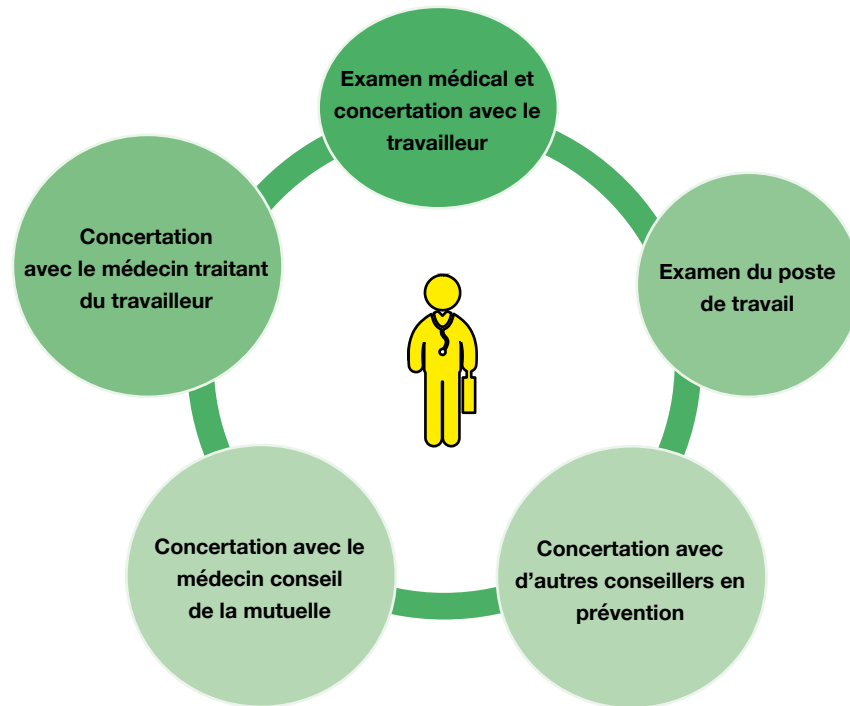 Examen médical et
concertation avec le
travailleur
Concertation
avec le médecin traitant
du travailleur
Examen du poste
de travail
Concertation avec le
médecin conseil
de la mutuelle
Concertation avec
d'autres conseillers en
prévention